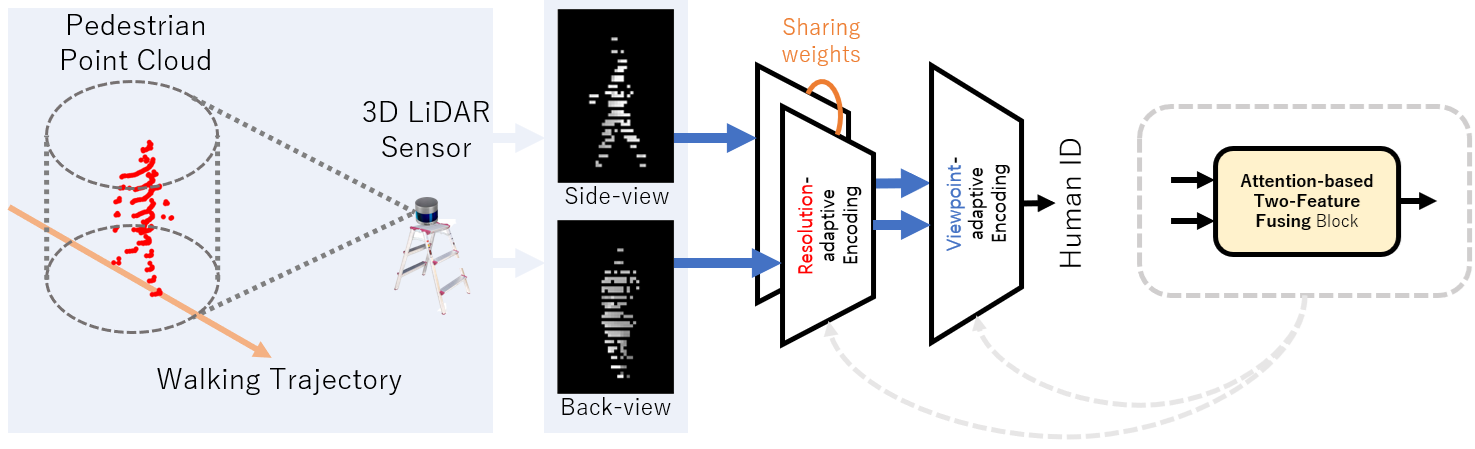 Pedestrian
Point Cloud
3D LiDAR
Sensor
Walking Trajectory
Side-view
Back-view
Sharing
weights
Resolution-
adaptive
Encoding
Viewpoint-
adaptive
Encoding
Human ID
Attention-based
Two-Feature
Fusing Block